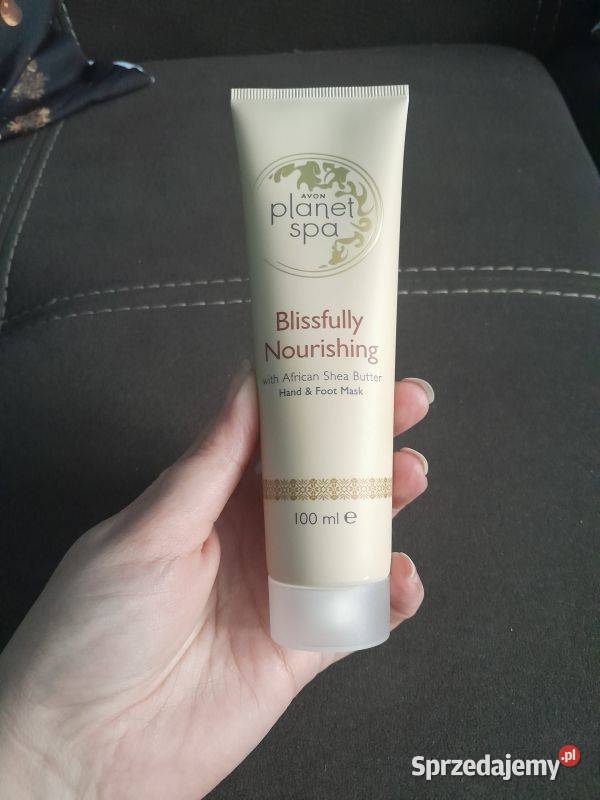 AVON
planet
spa
Blissfully
Nourishing
with African Shea Butter
Hand & Foot Mask
100 ml e
Sprzedajemy.pl